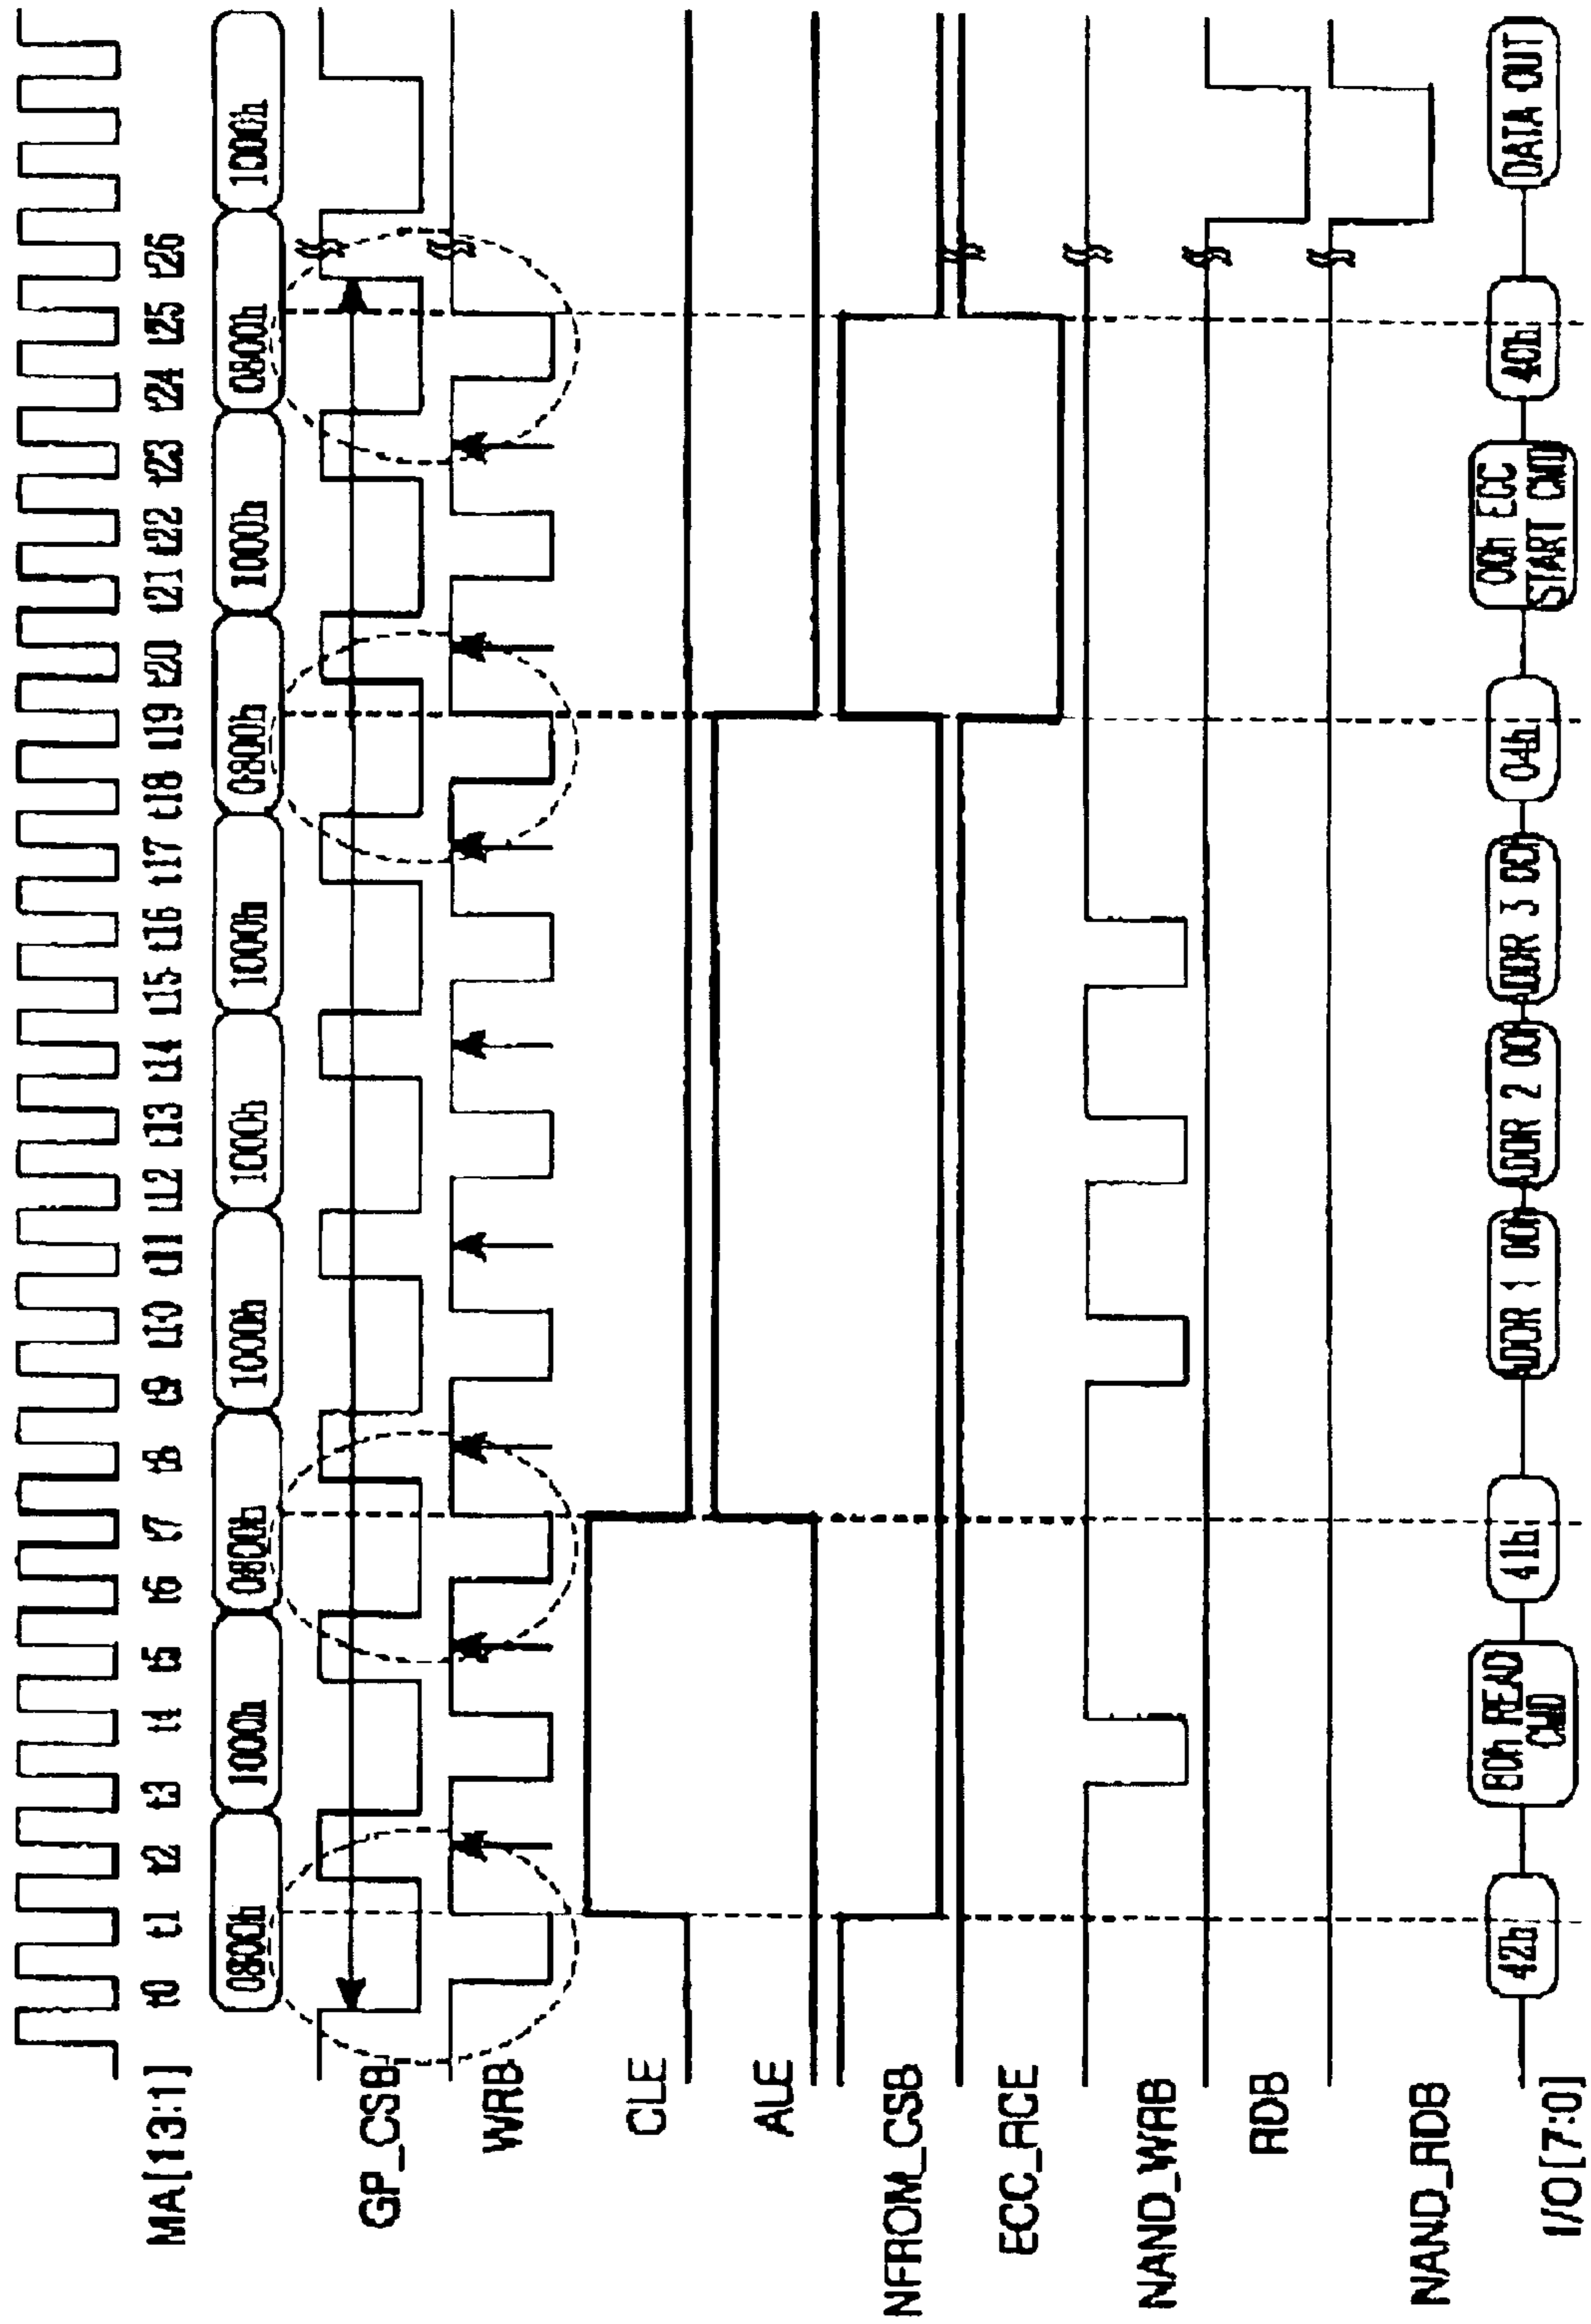 t0 t1 t2 t3 t4 t5 t6 t7 t8 t9 t10 t11 t12 t13 t14 t15 t16 t17 t18 t19 t20 t21 t22 t23 t24 t25 t26
MA[13:1] 0800h 1000h 0800h 1000h 1000h 1000h 0800h 1000h 0800h 1000h
GP_CSB
WRB
CLE
ALE
NFROM_CSB
ECC_RCE
NAND_WRB
RDB
NAND_RDB
I/O[7:0] 42h 80h READ CMD 41h ADDR 1 00h ADDR 2 00h ADDR 3 00h 04h 00h ECC START CMD 40h DATA OUT